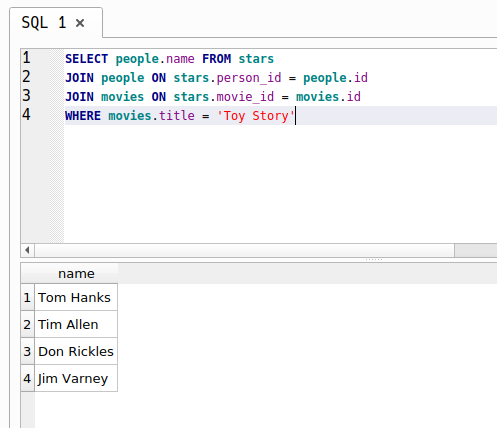 SQL 1 ×
1 SELECT people.name FROM stars
2 JOIN people ON stars.person_id = people.id
3 JOIN movies ON stars.movie_id = movies.id
4 WHERE movies.title = 'Toy Story'
name
1 Tom Hanks
2 Tim Allen
3 Don Rickles
4 Jim Varney